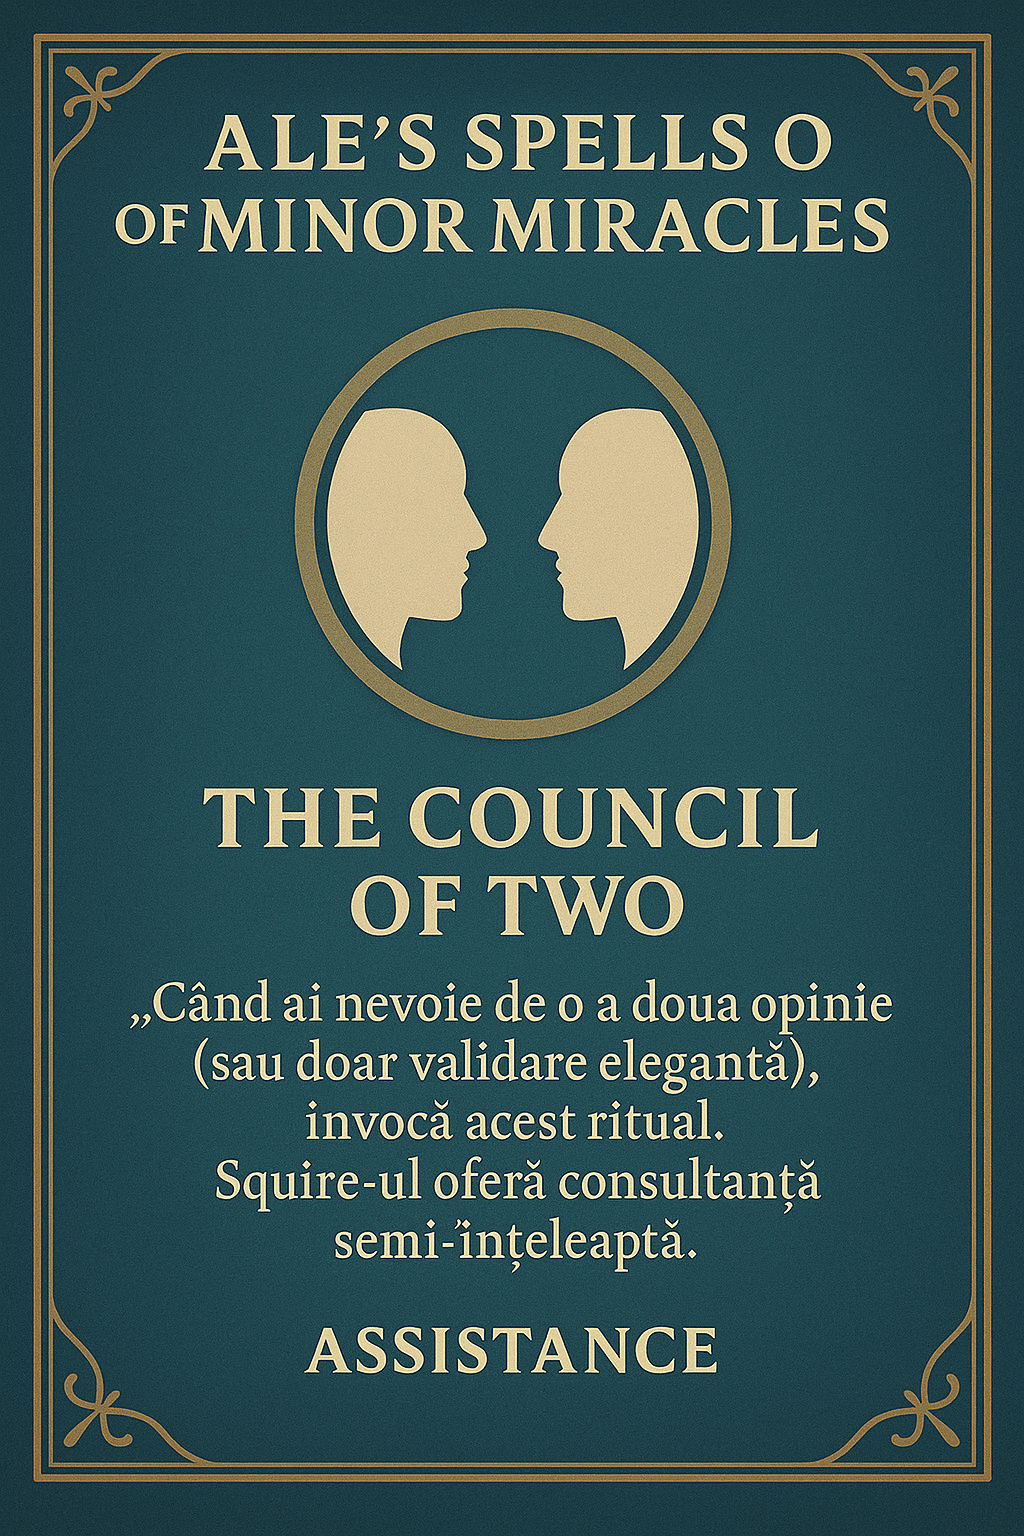 ALE’S SPELLS O
OF MINOR MIRACLES
THE COUNCIL
OF TWO
„Când ai nevoie de o a doua opinie
(sau doar validare elegantă),
invocă acest ritual.
Squire-ul oferă consultanță
semi-înțeleaptă.
ASSISTANCE